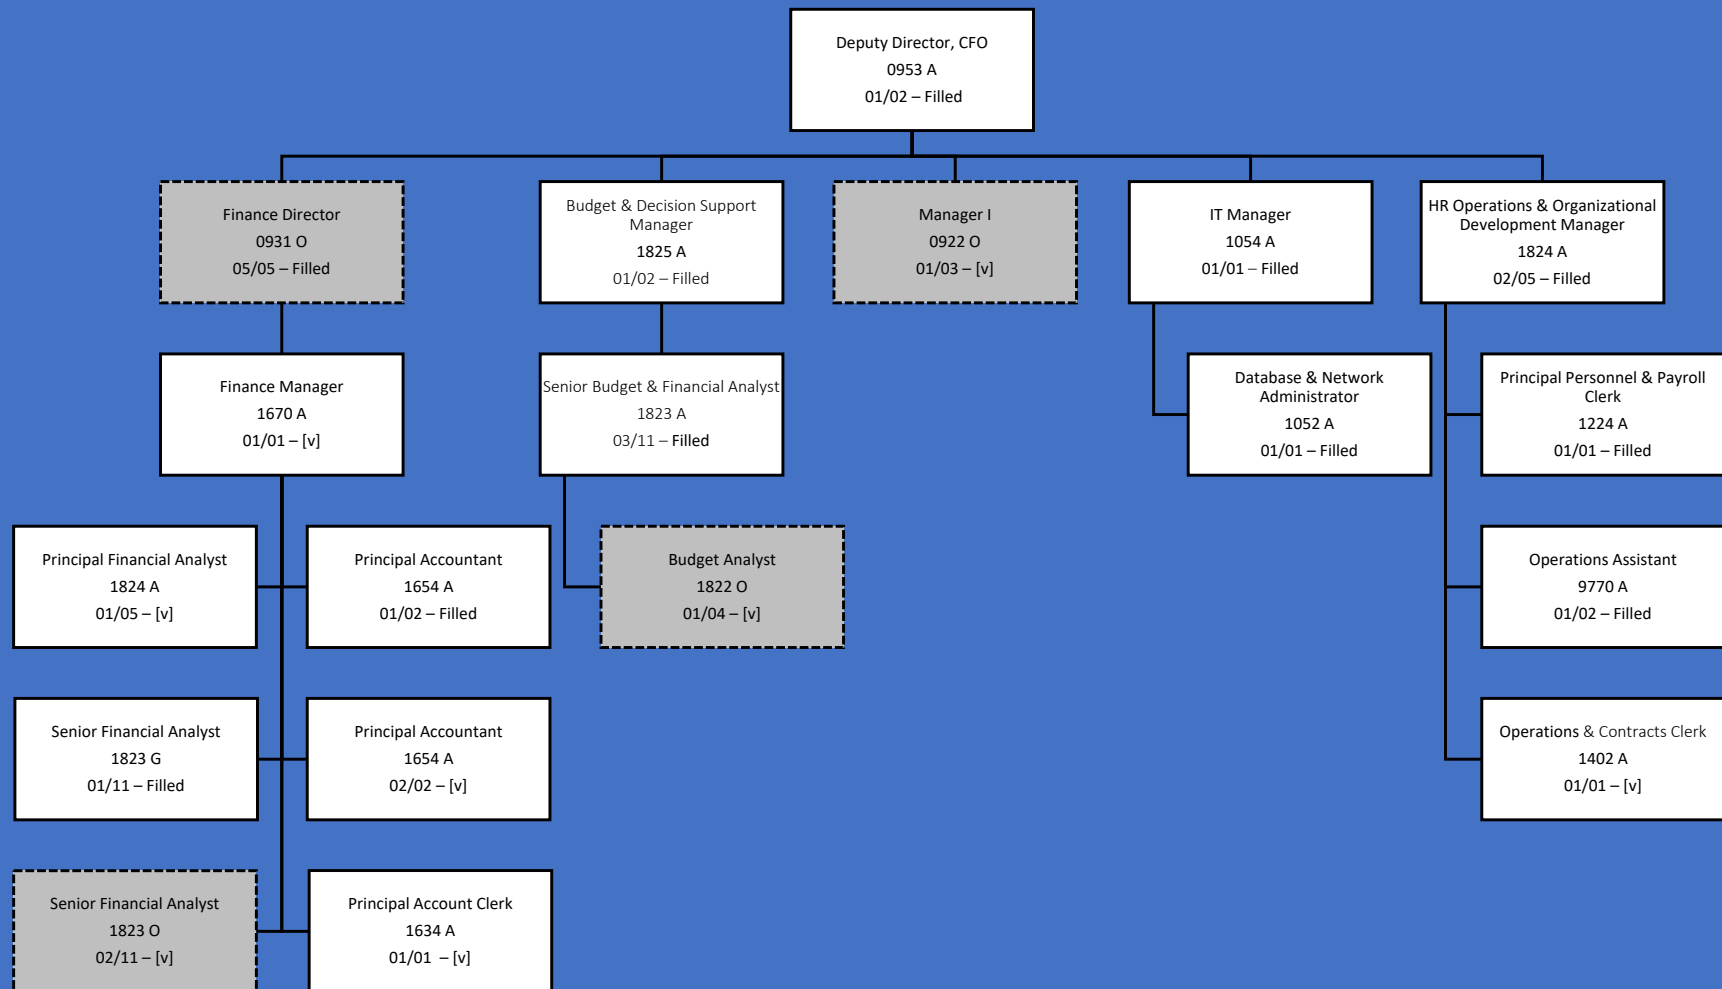 Deputy Director, CFO
0953 A
01/02 – Filled
Finance Director
0931 O
05/05 – Filled
Budget & Decision Support
Manager
1825 A
01/02 – Filled
Manager I
0922 O
01/03 – [v]
IT Manager
1054 A
01/01 – Filled
HR Operations & Organizational
Development Manager
1824 A
02/05 – Filled
Finance Manager
1670 A
01/01 – [v]
Senior Budget & Financial Analyst
1823 A
03/11 – Filled
Database & Network
Administrator
1052 A
01/01 – Filled
Principal Personnel & Payroll
Clerk
1224 A
01/01 – Filled
Principal Financial Analyst
1824 A
01/05 – [v]
Principal Accountant
1654 A
01/02 – Filled
Budget Analyst
1822 O
01/04 – [v]
Operations Assistant
9770 A
01/02 – Filled
Senior Financial Analyst
1823 G
01/11 – Filled
Principal Accountant
1654 A
02/02 – [v]
Operations & Contracts Clerk
1402 A
01/01 – [v]
Senior Financial Analyst
1823 O
02/11 – [v]
Principal Account Clerk
1634 A
01/01 – [v]